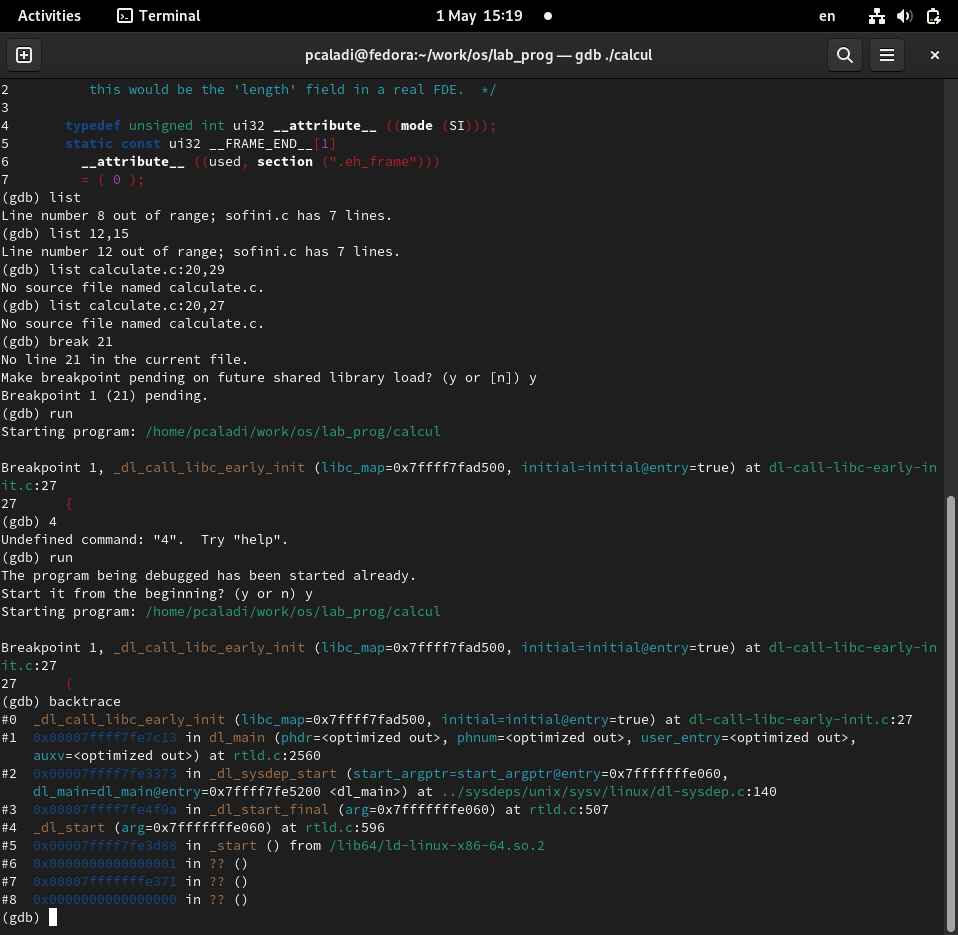 Activities Terminal 1 May 15:19 en
pcaladi@fedora:~/work/os/lab_prog — gdb ./calcul
2 this would be the 'length' field in a real FDE. */
3
4 typedef unsigned int ui32 __attribute__ ((mode (SI)));
5 static const ui32 __FRAME_END__[1]
6 __attribute__ ((used, section (".eh_frame")))
7 = { 0 };
(gdb) list
Line number 8 out of range; sofini.c has 7 lines.
(gdb) list 12,15
Line number 12 out of range; sofini.c has 7 lines.
(gdb) list calculate.c:20,29
No source file named calculate.c.
(gdb) list calculate.c:20,27
No source file named calculate.c.
(gdb) break 21
No line 21 in the current file.
Make breakpoint pending on future shared library load? (y or [n]) y
Breakpoint 1 (21) pending.
(gdb) run
Starting program: /home/pcaladi/work/os/lab_prog/calcul
Breakpoint 1, _dl_call_libc_early_init (libc_map=0x7ffff7fad500, initial=initial@entry=true) at dl-call-libc-early-in
it.c:27
27 {
(gdb) 4
Undefined command: "4". Try "help".
(gdb) run
The program being debugged has been started already.
Start it from the beginning? (y or n) y
Starting program: /home/pcaladi/work/os/lab_prog/calcul
Breakpoint 1, _dl_call_libc_early_init (libc_map=0x7ffff7fad500, initial=initial@entry=true) at dl-call-libc-early-in
it.c:27
27 {
(gdb) backtrace
#0 _dl_call_libc_early_init (libc_map=0x7ffff7fad500, initial=initial@entry=true) at dl-call-libc-early-init.c:27
#1 0x00007ffff7fe7c13 in dl_main (phdr=<optimized out>, phnum=<optimized out>, user_entry=<optimized out>,
auxv=<optimized out>) at rtld.c:2560
#2 0x00007ffff7fe3373 in _dl_sysdep_start (start_argptr=start_argptr@entry=0x7fffffffe060,
dl_main=dl_main@entry=0x7ffff7fe5200 <dl_main>) at ../sysdeps/unix/sysv/linux/dl-sysdep.c:140
#3 0x00007ffff7fe4f9a in _dl_start_final (arg=0x7fffffffe060) at rtld.c:507
#4 _dl_start (arg=0x7fffffffe060) at rtld.c:596
#5 0x00007ffff7fe3d88 in _start () from /lib64/ld-linux-x86-64.so.2
#6 0x0000000000000001 in ?? ()
#7 0x00007fffffffe371 in ?? ()
#8 0x0000000000000000 in ?? ()
(gdb)